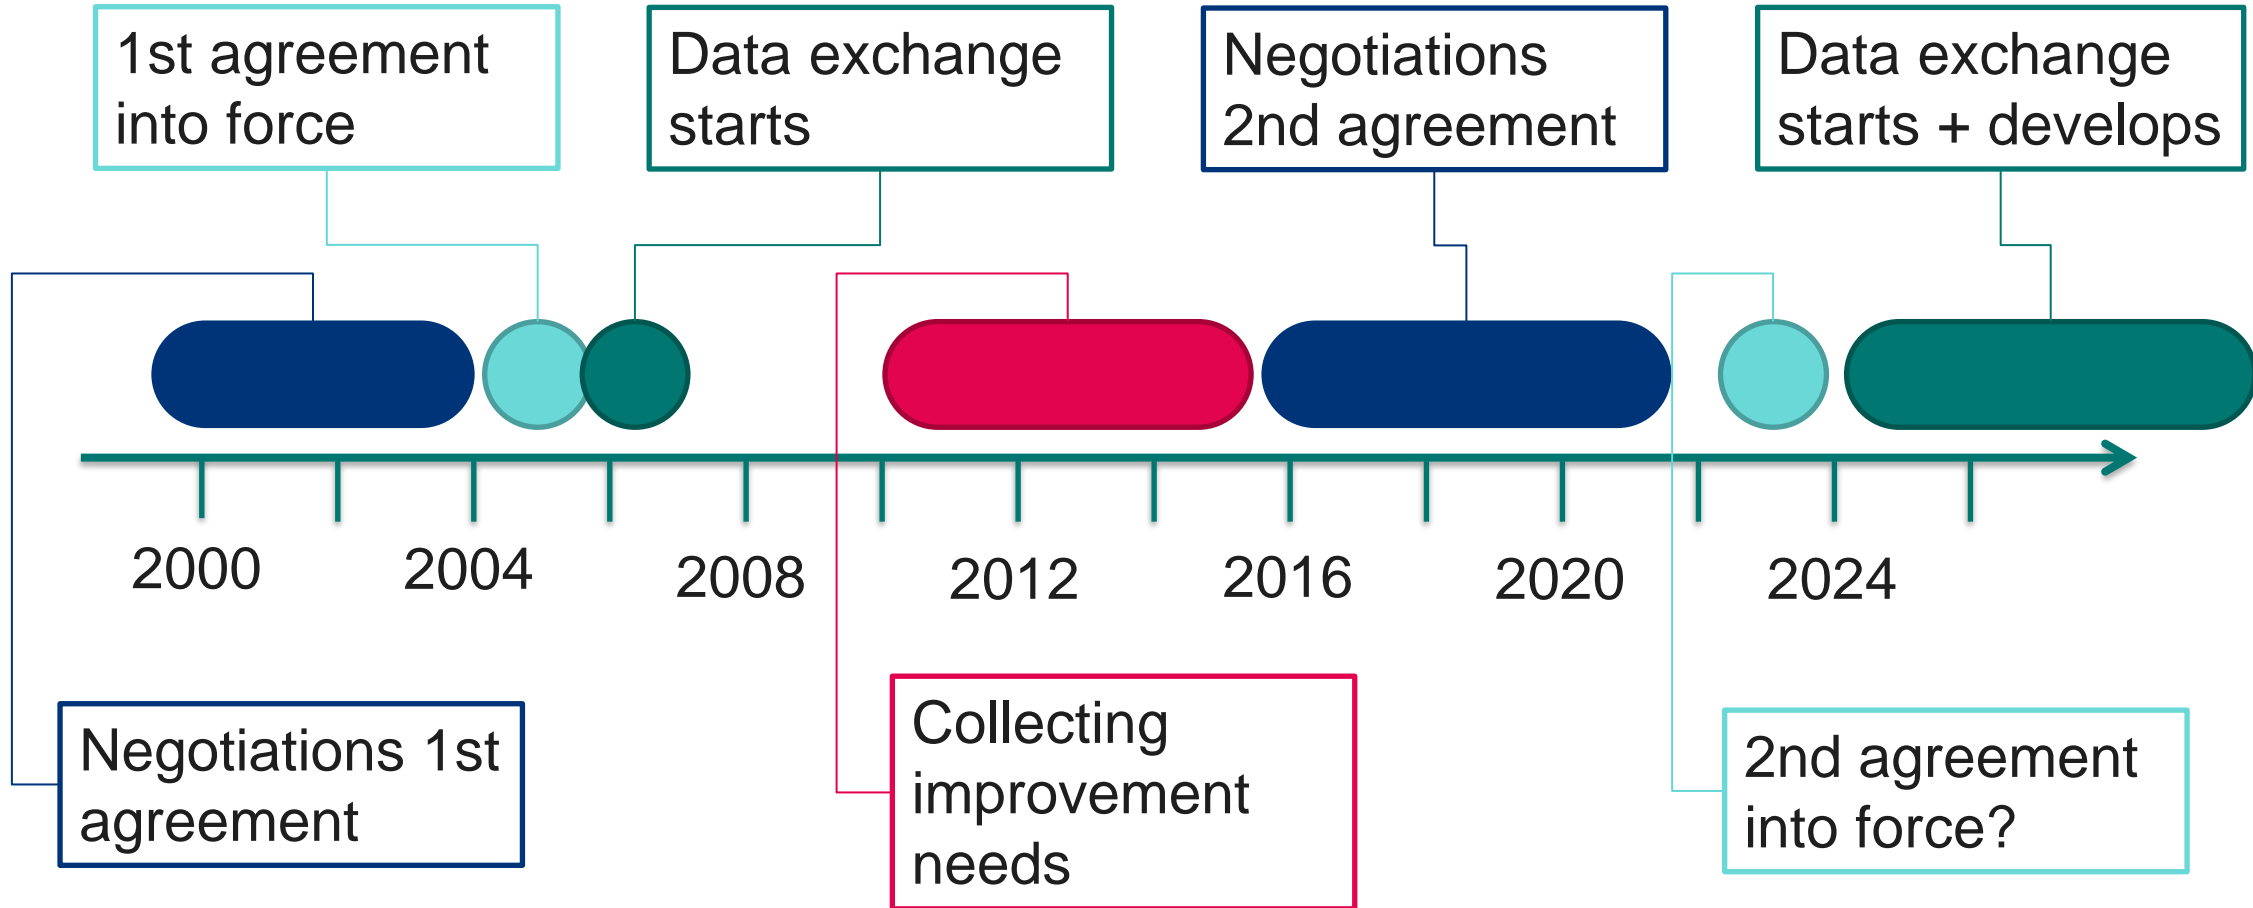 1st agreement
into force
Data exchange
starts
Negotiations
2nd agreement
Data exchange
starts + develops
2000
2004
2008
2012
2016
2020
2024
Negotiations 1st
agreement
Collecting
improvement
needs
2nd agreement
into force?